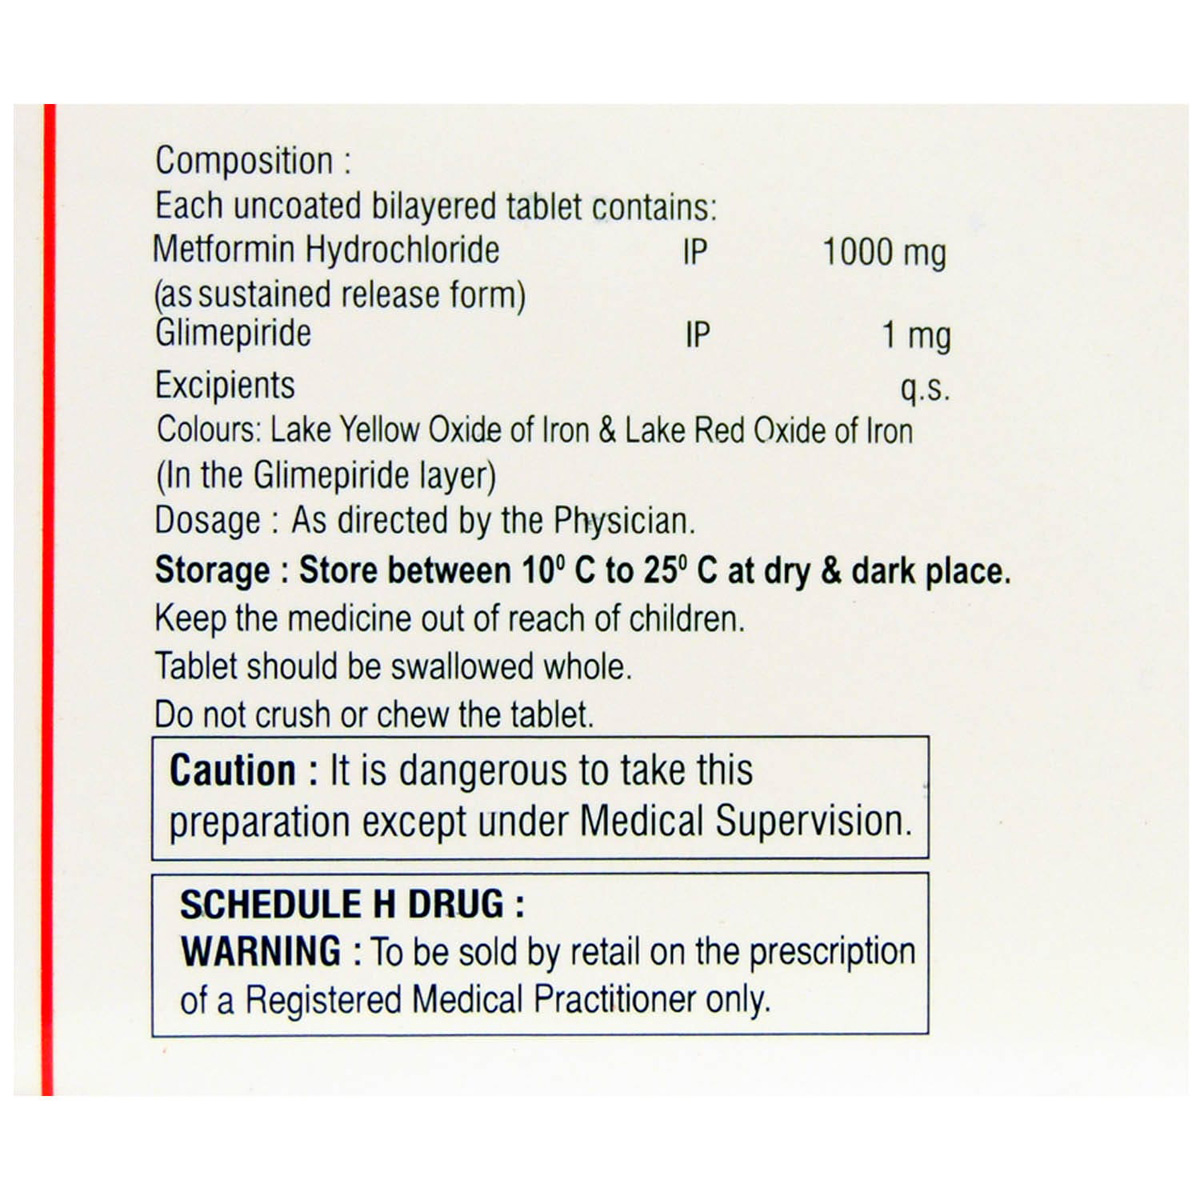 Composition :
Each uncoated bilayered tablet contains:
Metformin Hydrochloride IP 1000 mg
(as sustained release form)
Glimepiride IP 1 mg
Excipients q.s.
Colours: Lake Yellow Oxide of Iron & Lake Red Oxide of Iron
(In the Glimepiride layer)
Dosage : As directed by the Physician.
Storage : Store between 10⁰ C to 25⁰ C at dry & dark place.
Keep the medicine out of reach of children.
Tablet should be swallowed whole.
Do not crush or chew the tablet.
Caution : It is dangerous to take this
preparation except under Medical Supervision.
SCHEDULE H DRUG :
WARNING : To be sold by retail on the prescription
of a Registered Medical Practitioner only.